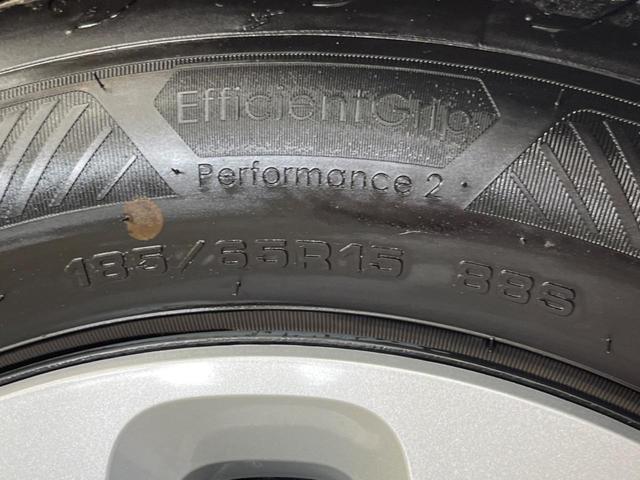 EfficientGrip
Performance 2
185/65R15 88S